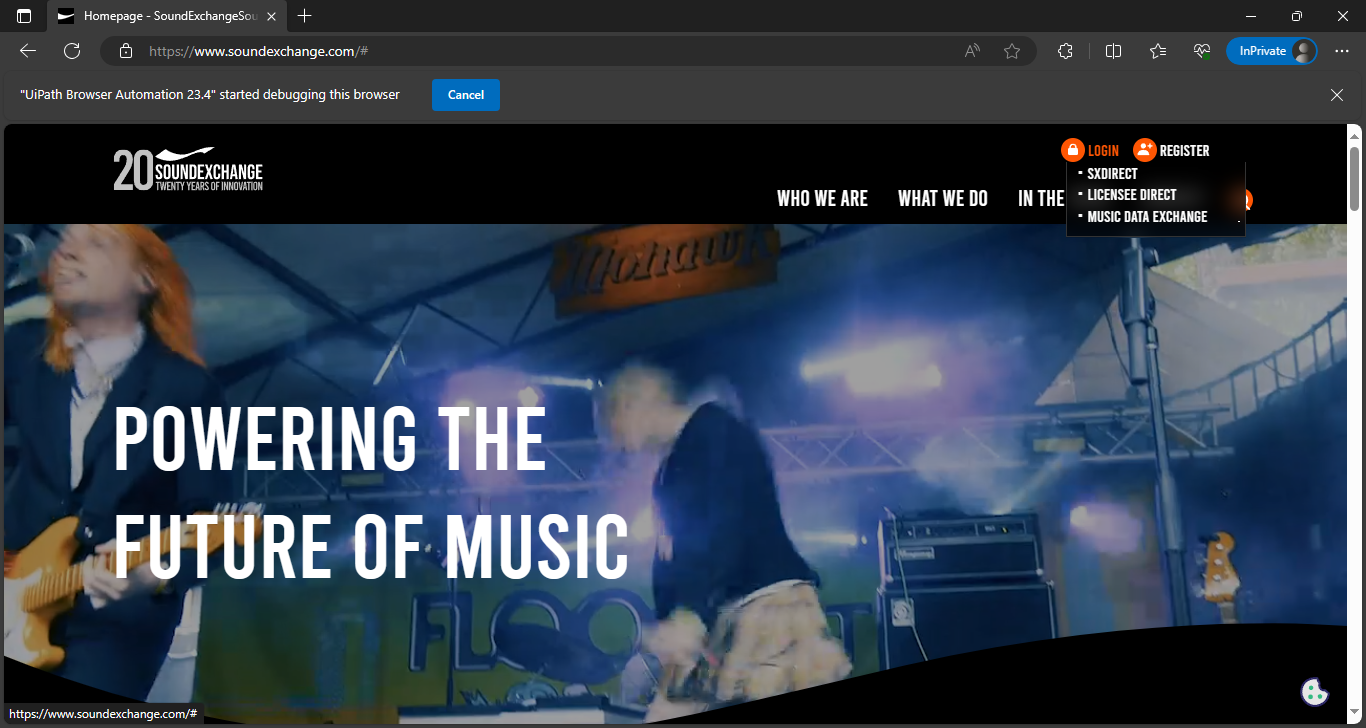 Homepage - SoundExchangeSou
https://www.soundexchange.com/#
InPrivate
"UiPath Browser Automation 23.4" started debugging this browser
Cancel
20 SOUNDEXCHANGE
TWENTY YEARS OF INNOVATION
LOGIN
REGISTER
▪ SXDIRECT
▪ LICENSEE DIRECT
▪ MUSIC DATA EXCHANGE
WHO WE ARE
WHAT WE DO
IN THE
Mohawk
POWERING THE
FUTURE OF MUSIC
https://www.soundexchange.com/#